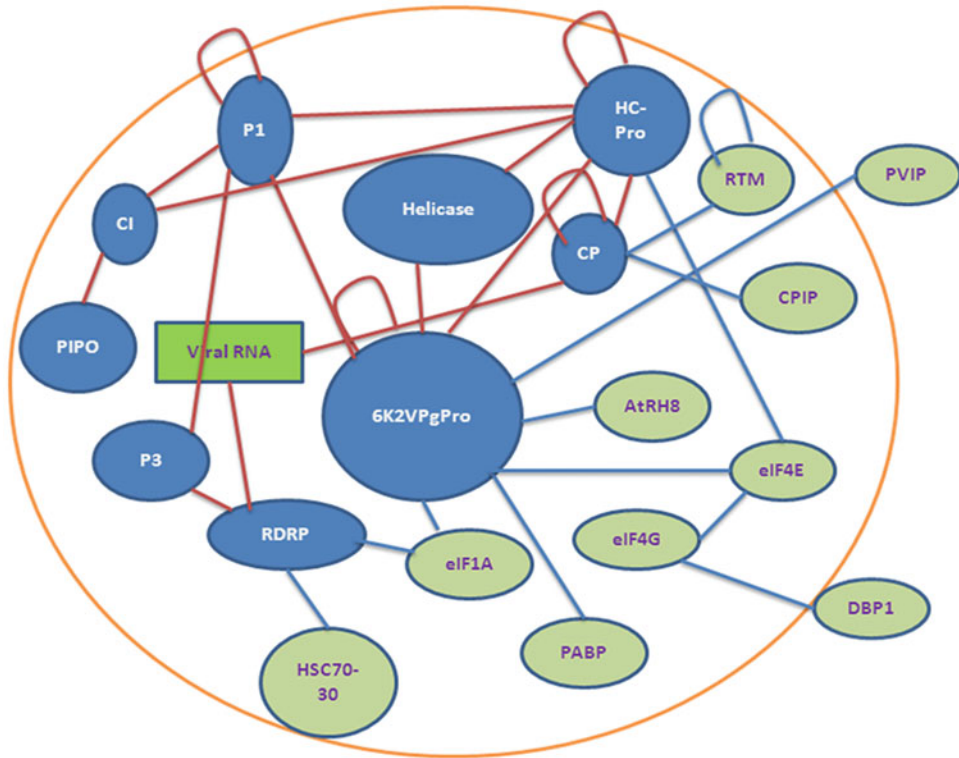 P1
HC-
Pro
RTM
PVIP
CI
Helicase
CP
CPIP
PIPO
Viral RNA
6K2VPgPro
AtRH8
P3
eIF4E
RDRP
eIF1A
eIF4G
DBP1
HSC70-
30
PABP